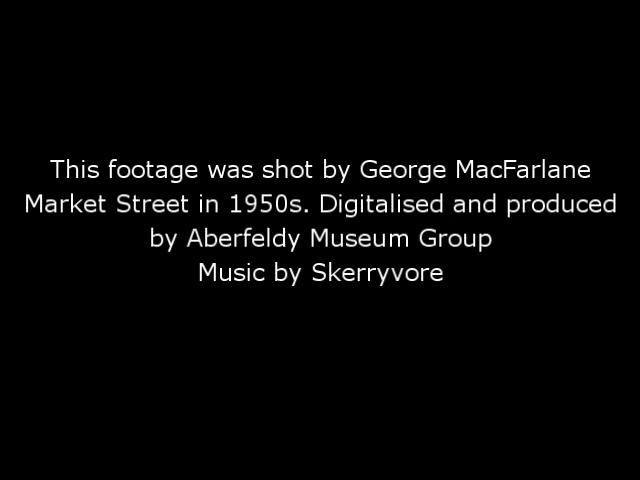 This footage was shot by George MacFarlane
Market Street in 1950s. Digitalised and produced
by Aberfeldy Museum Group
Music by Skerryvore